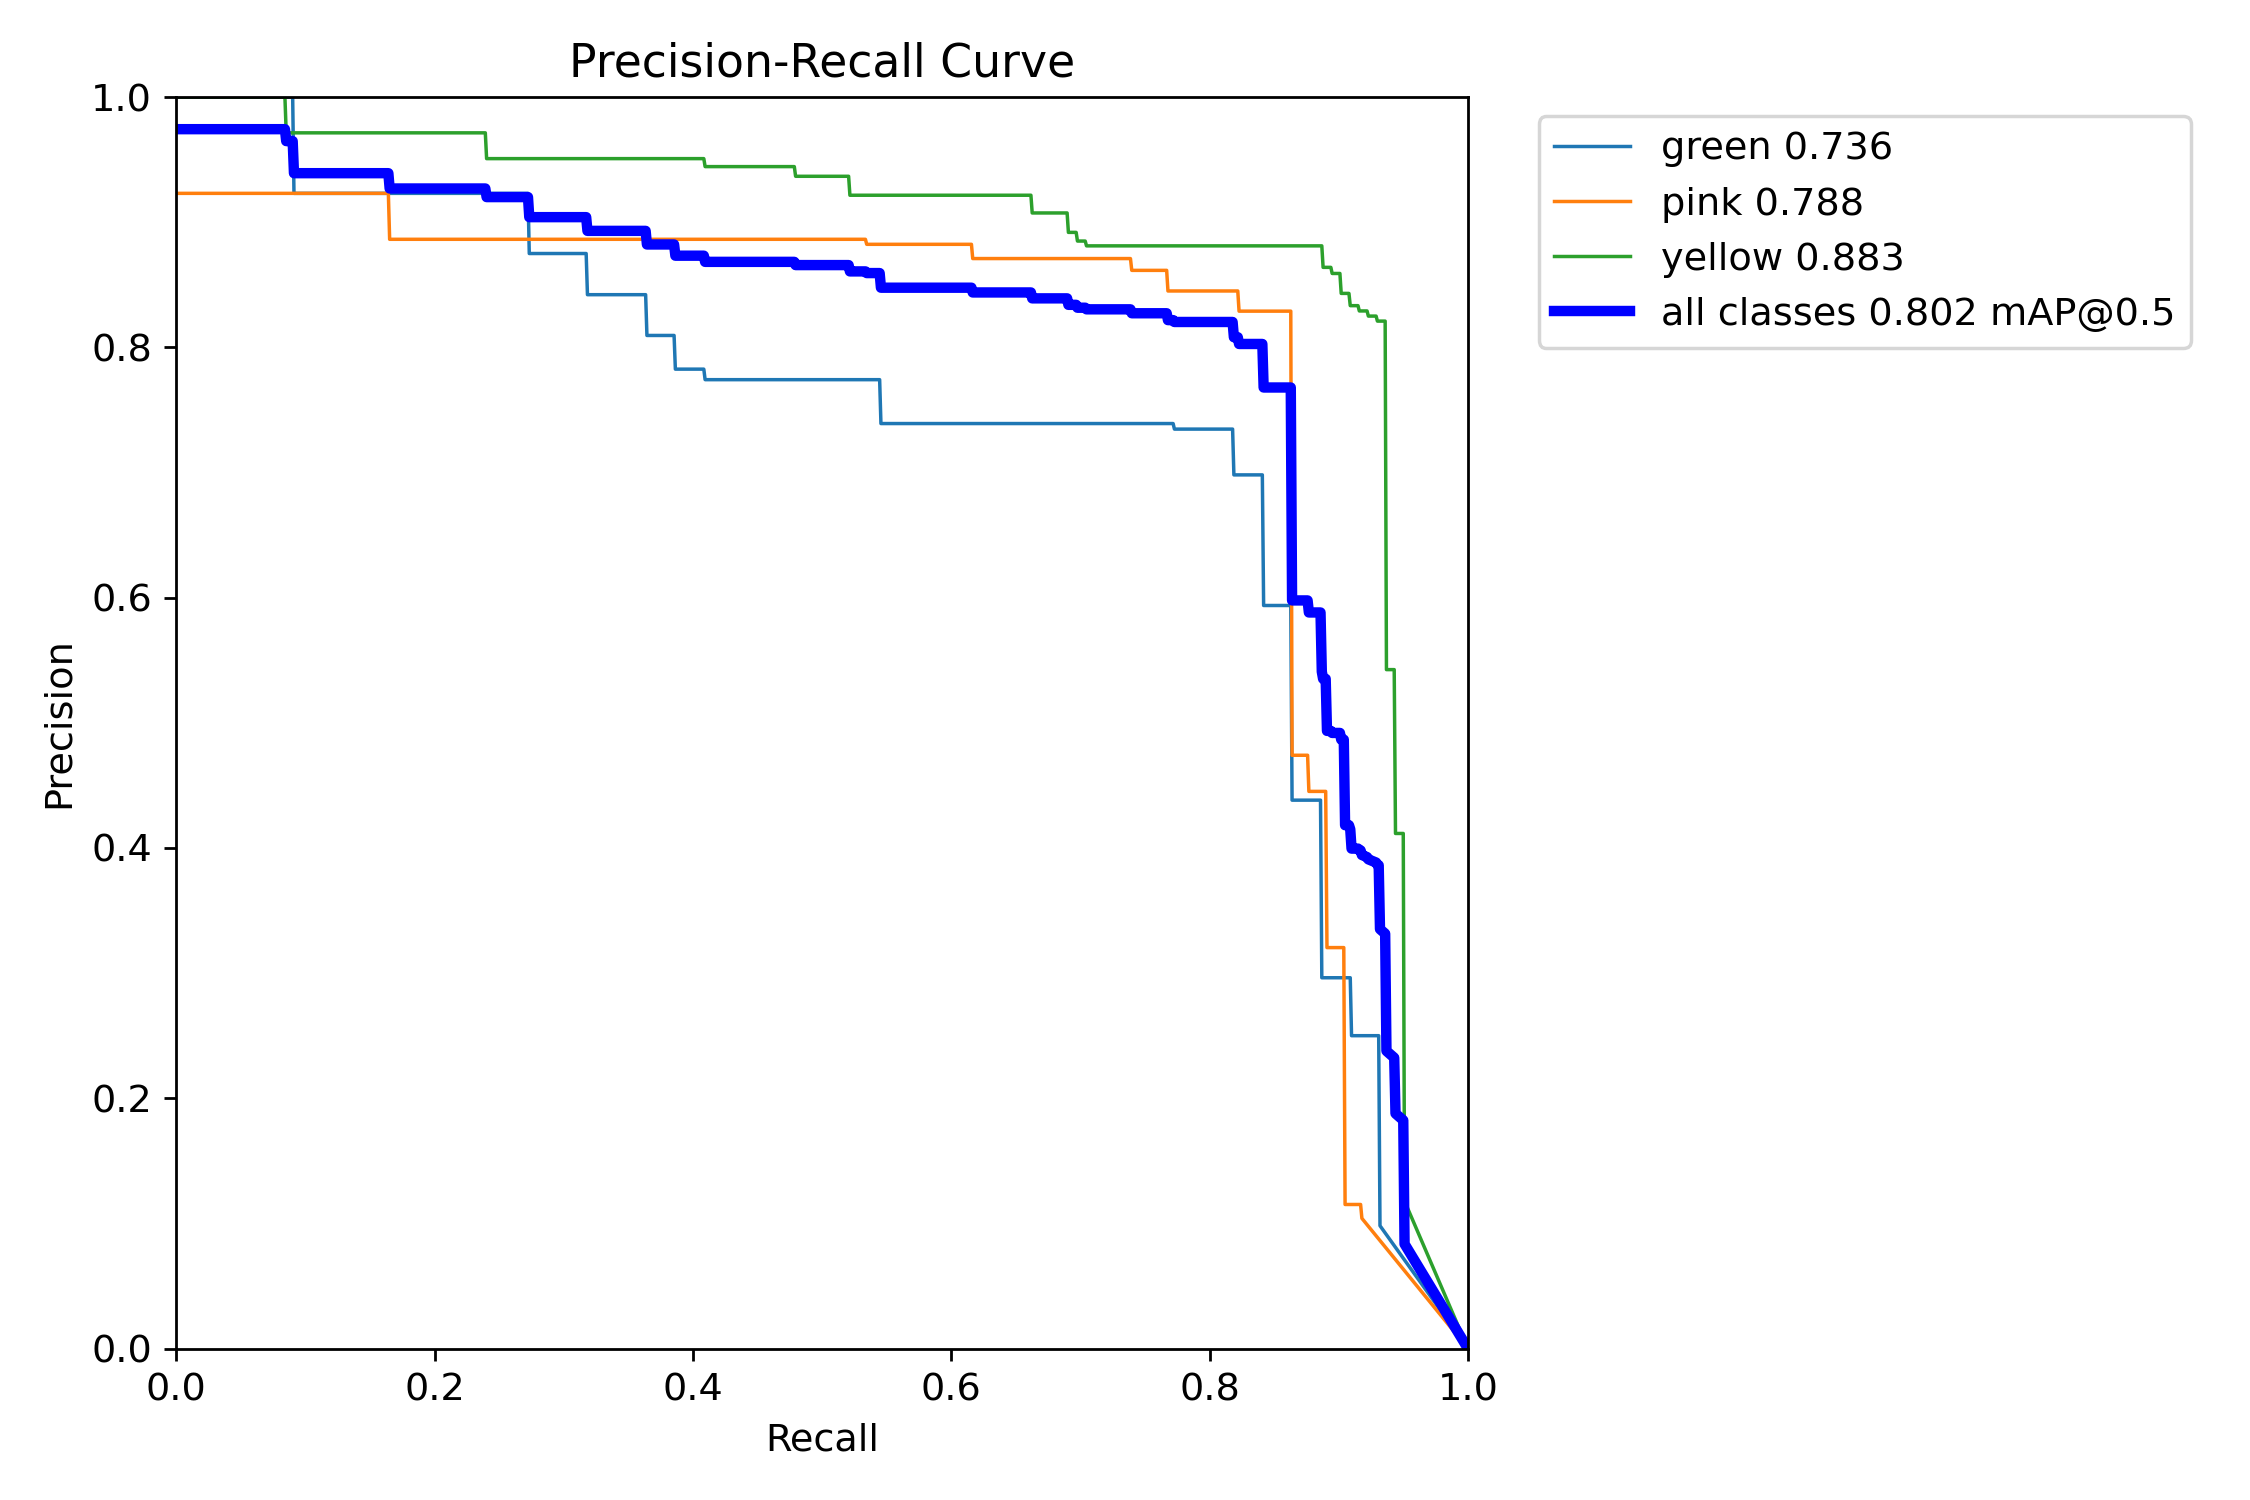 Precision-Recall Curve
1.0
0.8
0.6
0.4
0.2
0.0
Precision
0.0 0.2 0.4 0.6 0.8 1.0
Recall
green 0.736
pink 0.788
yellow 0.883
all classes 0.802 mAP@0.5